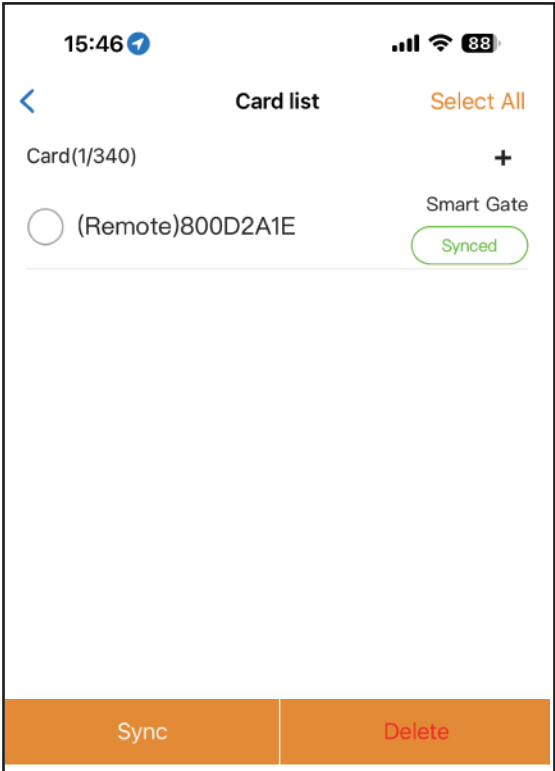 15:46
88
Card list
Select All
Card(1/340)
+
Smart Gate
(Remote)800D2A1E
Synced
Sync
Delete